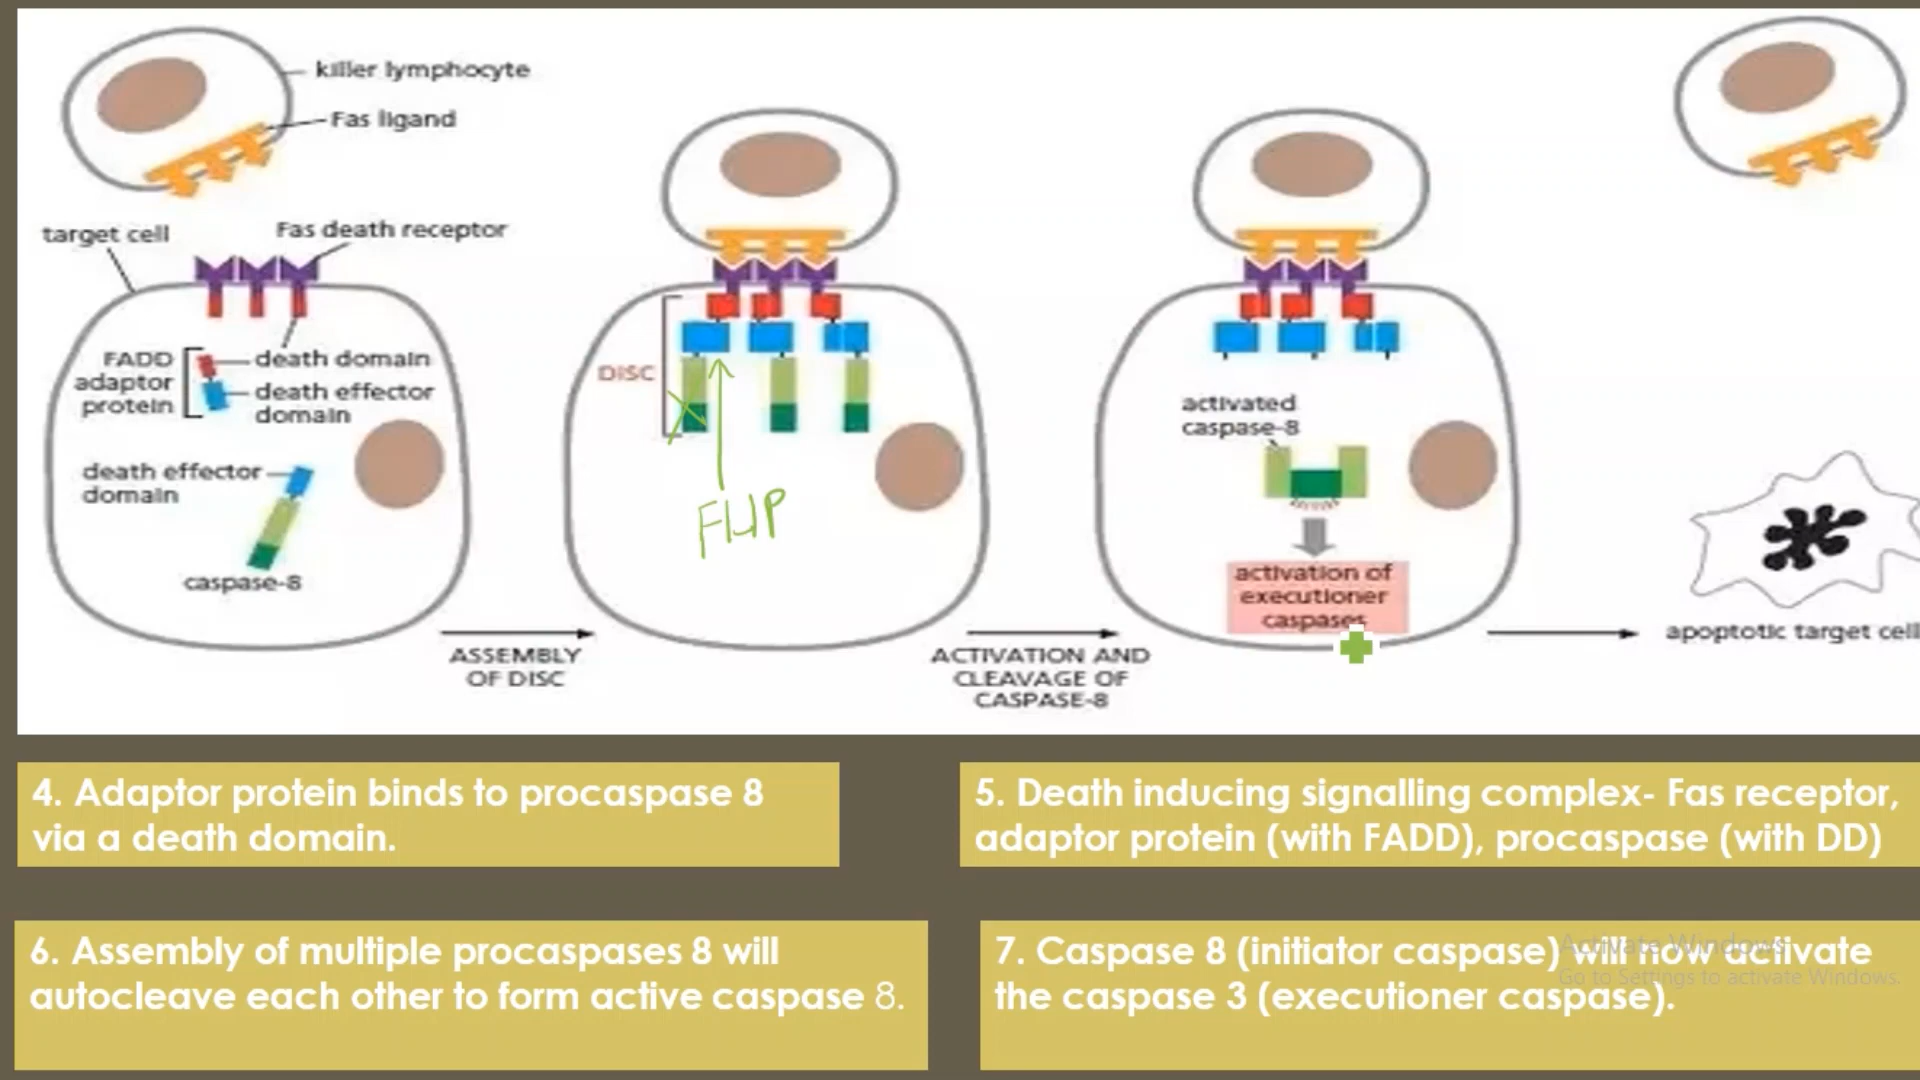 killer lymphocyte
Fas ligand
target cell
Fas death receptor
FADD
adaptor
protein
death domain
death effector
domain
death effector
domain
caspase-8
ASSEMBLY
OF DISC
DISC
FLIP
ACTIVATION AND
CLEAVAGE OF
CASPASE-8
activated
caspase-8
activation of
executioner
caspases
apoptotic target cell
4. Adaptor protein binds to procaspase 8
via a death domain.
5. Death inducing signalling complex- Fas receptor,
adaptor protein (with FADD), procaspase (with DD)
6. Assembly of multiple procaspases 8 will
autocleave each other to form active caspase 8.
7. Caspase 8 (initiator caspase) will now activate
the caspase 3 (executioner caspase).
Activate Windows
Go to Settings to activate Windows.